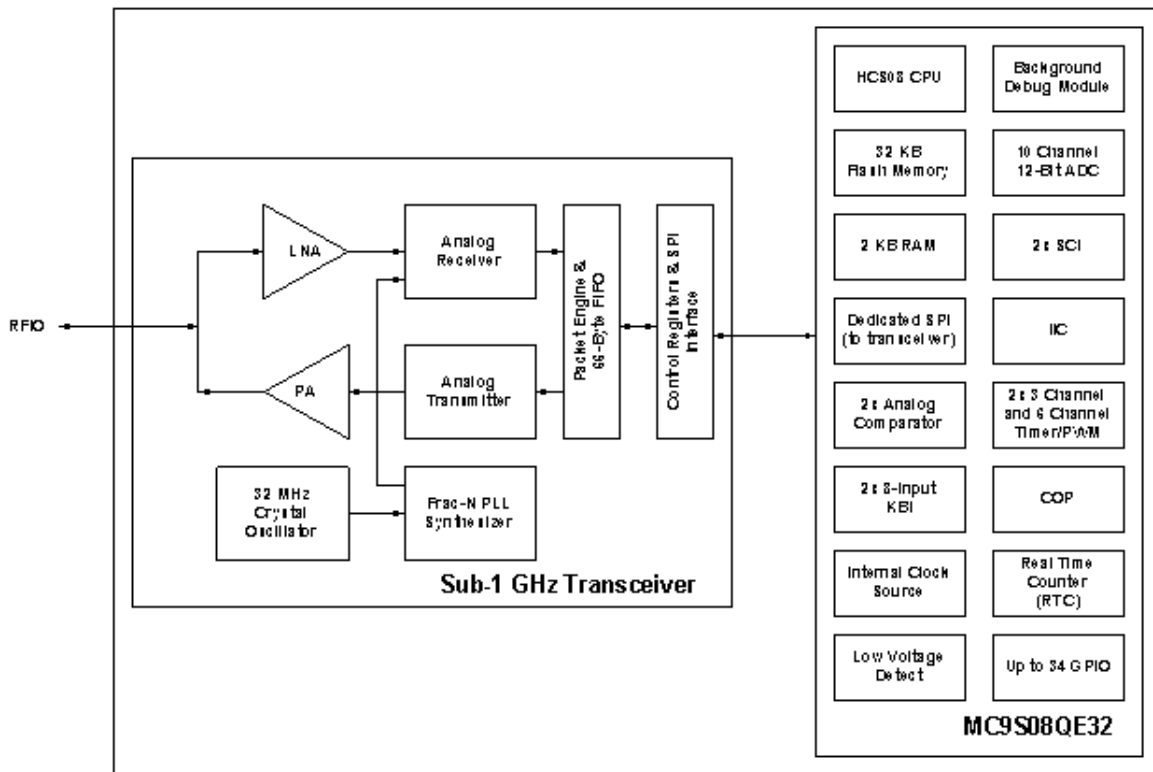 RFIO
LNA
PA
Analog
Receiver
Analog
Transmitter
32 MHz
Crystal
Oscillator
Frac-N PLL
Synthesizer
Packet Engine &
66-Byte FIFO
Control Registers & SPI
Interface
Sub-1 GHz Transceiver
HCS08 CPU
Background
Debug Module
32 KB
Flash Memory
10 Channel
12-Bit ADC
2 KB RAM
2x SCI
Dedicated SPI
(to transceiver)
IIC
2x Analog
Comparator
2x 3 Channel
and 6 Channel
Timer/PWM
2x 8-Input
KBI
COP
Internal Clock
Source
Real Time
Counter
(RTC)
Low Voltage
Detect
Up to 34 GPIO
MC9S08QE32